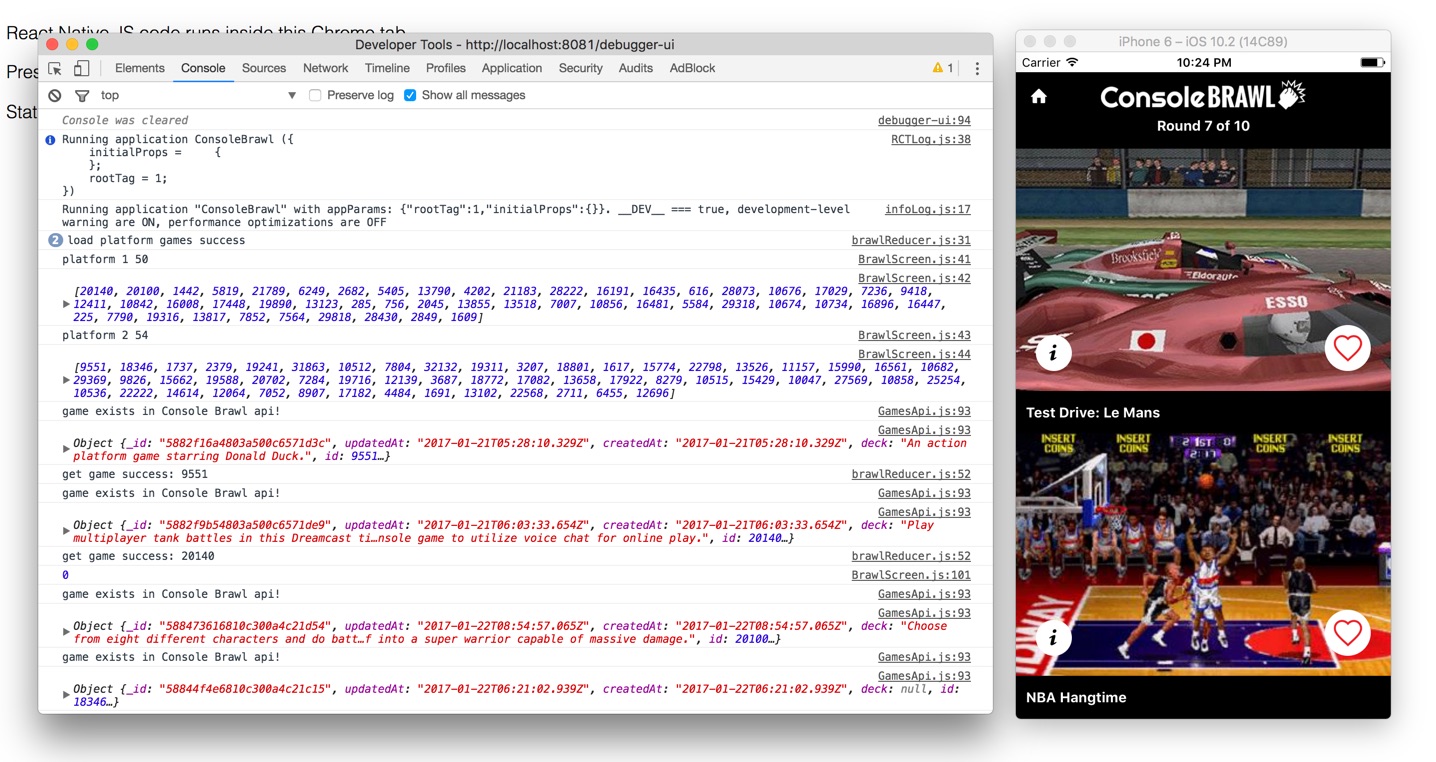 React Native JS code runs inside this Chrome tab
Pres
Stat
Developer Tools - http://localhost:8081/debugger-ui
Elements Console Sources Network Timeline Profiles Application Security Audits AdBlock 1
top Preserve log Show all messages
Console was cleared debugger-ui:94
Running application ConsoleBrawl ({ RCTLog.js:38
initialProps = {
};
rootTag = 1;
})
Running application "ConsoleBrawl" with appParams: {"rootTag":1,"initialProps":{}}. __DEV__ === true, development-level infoLog.js:17
warning are ON, performance optimizations are OFF
2 load platform games success brawlReducer.js:31
platform 1 50 BrawlScreen.js:41
BrawlScreen.js:42
[20140, 20100, 1442, 5819, 21789, 6249, 2682, 5405, 13790, 4202, 21183, 28222, 16191, 16435, 616, 28073, 10676, 17029, 7236, 9418,
12411, 10842, 16008, 17448, 19890, 13123, 285, 756, 2045, 13855, 13518, 7007, 10856, 16481, 5584, 29318, 10674, 10734, 16896, 16447,
225, 7790, 19316, 13817, 7852, 7564, 29818, 28430, 2849, 1609]
platform 2 54 BrawlScreen.js:43
BrawlScreen.js:44
[9551, 18346, 1737, 2379, 19241, 31863, 10512, 7804, 32132, 19311, 3207, 18801, 1617, 15774, 22798, 13526, 11157, 15990, 16561, 10682,
29369, 9826, 15662, 19588, 20702, 7284, 19716, 12139, 3687, 18772, 17082, 13658, 17922, 8279, 10515, 15429, 10047, 27569, 10858, 25254,
10536, 22222, 14614, 12064, 7052, 8907, 17182, 4484, 1691, 13102, 22568, 2711, 6455, 12696]
game exists in Console Brawl api! GamesApi.js:93
GamesApi.js:93
Object {_id: "5882f16a4803a500c6571d3c", updatedAt: "2017-01-21T05:28:10.329Z", createdAt: "2017-01-21T05:28:10.329Z", deck: "An action
platform game starring Donald Duck.", id: 9551…}
get game success: 9551 brawlReducer.js:52
game exists in Console Brawl api! GamesApi.js:93
GamesApi.js:93
Object {_id: "5882f9b54803a500c6571de9", updatedAt: "2017-01-21T06:03:33.654Z", createdAt: "2017-01-21T06:03:33.654Z", deck: "Play
multiplayer tank battles in this Dreamcast ti…nsole game to utilize voice chat for online play.", id: 20140…}
get game success: 20140 brawlReducer.js:52
0 BrawlScreen.js:101
game exists in Console Brawl api! GamesApi.js:93
GamesApi.js:93
Object {_id: "588473616810c300a4c21d54", updatedAt: "2017-01-22T08:54:57.065Z", createdAt: "2017-01-22T08:54:57.065Z", deck: "Choose
from eight different characters and do batt…f into a super warrior capable of massive damage.", id: 20100…}
game exists in Console Brawl api! GamesApi.js:93
GamesApi.js:93
Object {_id: "58844f4e6810c300a4c21c15", updatedAt: "2017-01-22T06:21:02.939Z", createdAt: "2017-01-22T06:21:02.939Z", deck: null, id:
18346…}
iPhone 6 – iOS 10.2 (14C89)
Carrier 10:24 PM
Console BRAWL
Round 7 of 10
Brooksfield
Eldorado
ESSO
i
Test Drive: Le Mans
INSERT COINS INSERT COINS 2 1ST 0 INSERT COINS INSERT COINS
2:17
i
NBA Hangtime